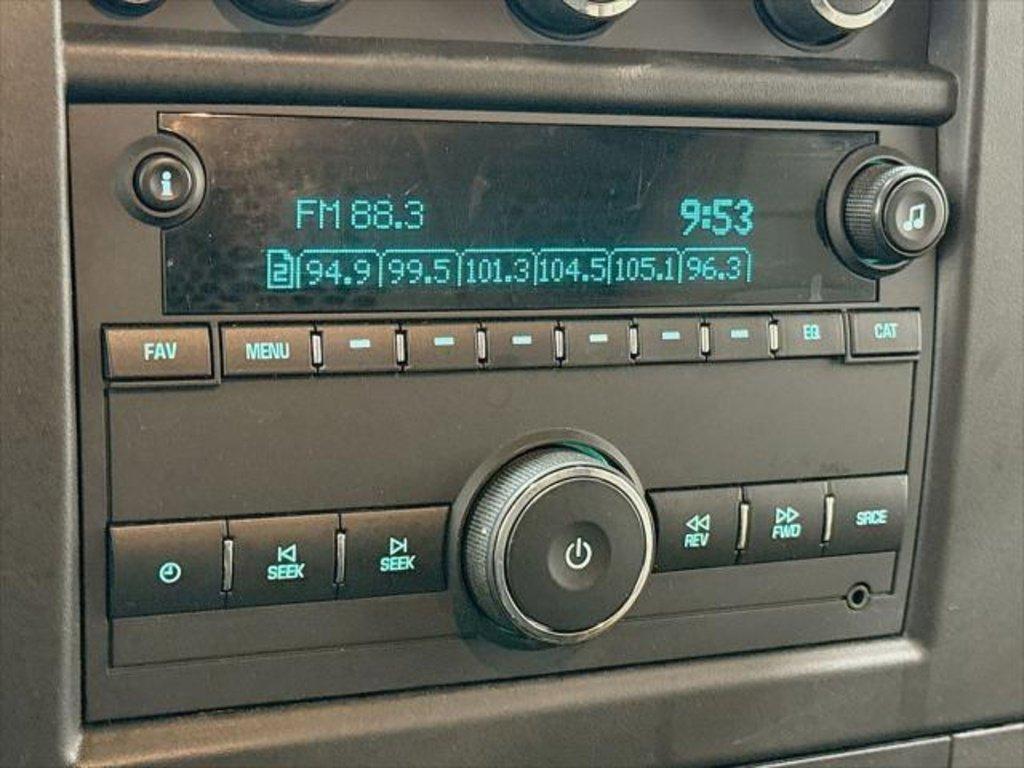 i
FM 88.3 9:53
2 94.9 99.5 101.3 104.5 105.1 96.3
FAV MENU EQ CAT
SEEK SEEK REV FWD SRCE